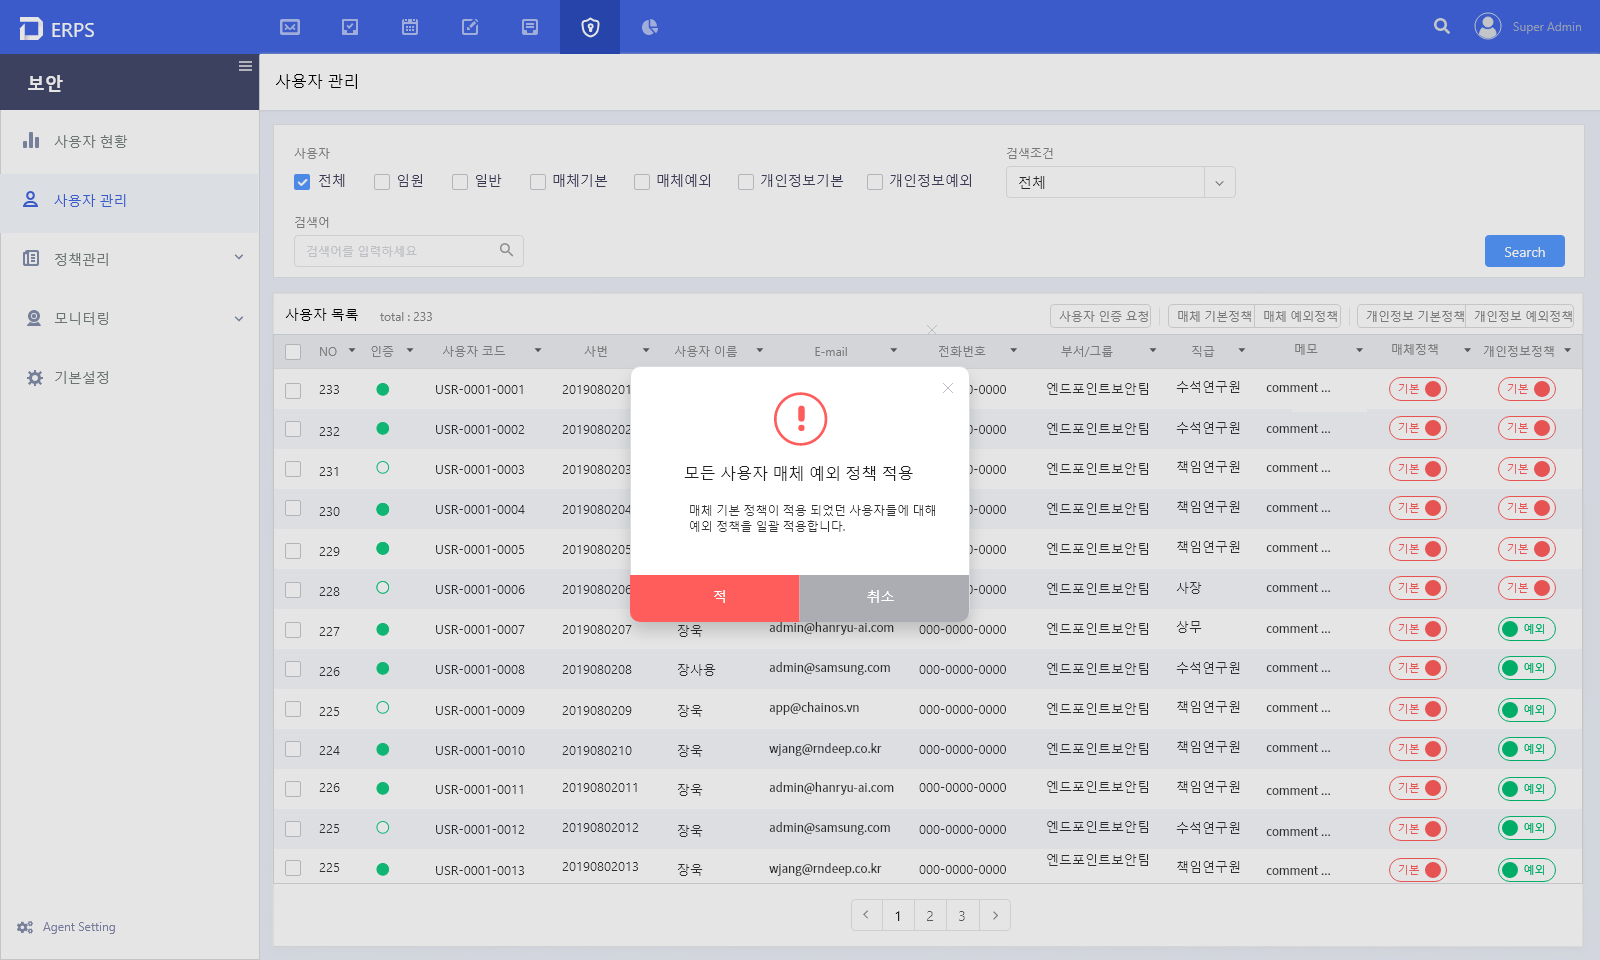 ERPS
Super Admin
보안
사용자 관리
사용자 현황
사용자 관리
정책관리
모니터링
기본설정
Agent Setting
사용자
검색조건
전체 임원 일반 매체기본 매체예외 개인정보기본 개인정보예외
전체
검색어
검색어를 입력하세요
Search
사용자 목록 total : 233
사용자 인증 요청 매체 기본정책 매체 예외정책 개인정보 기본정책 개인정보 예외정책
NO 인증 사용자 코드 사번 사용자 이름 E-mail 전화번호 부서/그룹 직급 메모 매체정책 개인정보정책
233 USR-0001-0001 2019080201 0-0000 엔드포인트보안팀 수석연구원 comment ... 기본 기본
232 USR-0001-0002 2019080202 0-0000 엔드포인트보안팀 수석연구원 comment ... 기본 기본
231 USR-0001-0003 2019080203 0-0000 엔드포인트보안팀 책임연구원 comment ... 기본 기본
230 USR-0001-0004 2019080204 0-0000 엔드포인트보안팀 책임연구원 comment ... 기본 기본
229 USR-0001-0005 2019080205 0-0000 엔드포인트보안팀 책임연구원 comment ... 기본 기본
228 USR-0001-0006 2019080206 0-0000 엔드포인트보안팀 사장 comment ... 기본 기본
227 USR-0001-0007 2019080207 장욱 admin@hanryu-ai.com 000-0000-0000 엔드포인트보안팀 상무 comment ... 기본 예외
226 USR-0001-0008 2019080208 장사용 admin@samsung.com 000-0000-0000 엔드포인트보안팀 수석연구원 comment ... 기본 예외
225 USR-0001-0009 2019080209 장욱 app@chainos.vn 000-0000-0000 엔드포인트보안팀 책임연구원 comment ... 기본 예외
224 USR-0001-0010 2019080210 장욱 wjang@rndeep.co.kr 000-0000-0000 엔드포인트보안팀 책임연구원 comment ... 기본 예외
226 USR-0001-0011 20190802011 장욱 admin@hanryu-ai.com 000-0000-0000 엔드포인트보안팀 책임연구원 comment ... 기본 예외
225 USR-0001-0012 20190802012 장욱 admin@samsung.com 000-0000-0000 엔드포인트보안팀 수석연구원 comment ... 기본 예외
225 USR-0001-0013 20190802013 장욱 wjang@rndeep.co.kr 000-0000-0000 엔드포인트보안팀 책임연구원 comment ... 기본 예외
모든 사용자 매체 예외 정책 적용
매체 기본 정책이 적용 되었던 사용자들에 대해
예외 정책을 일괄 적용합니다.
적 취소
1 2 3